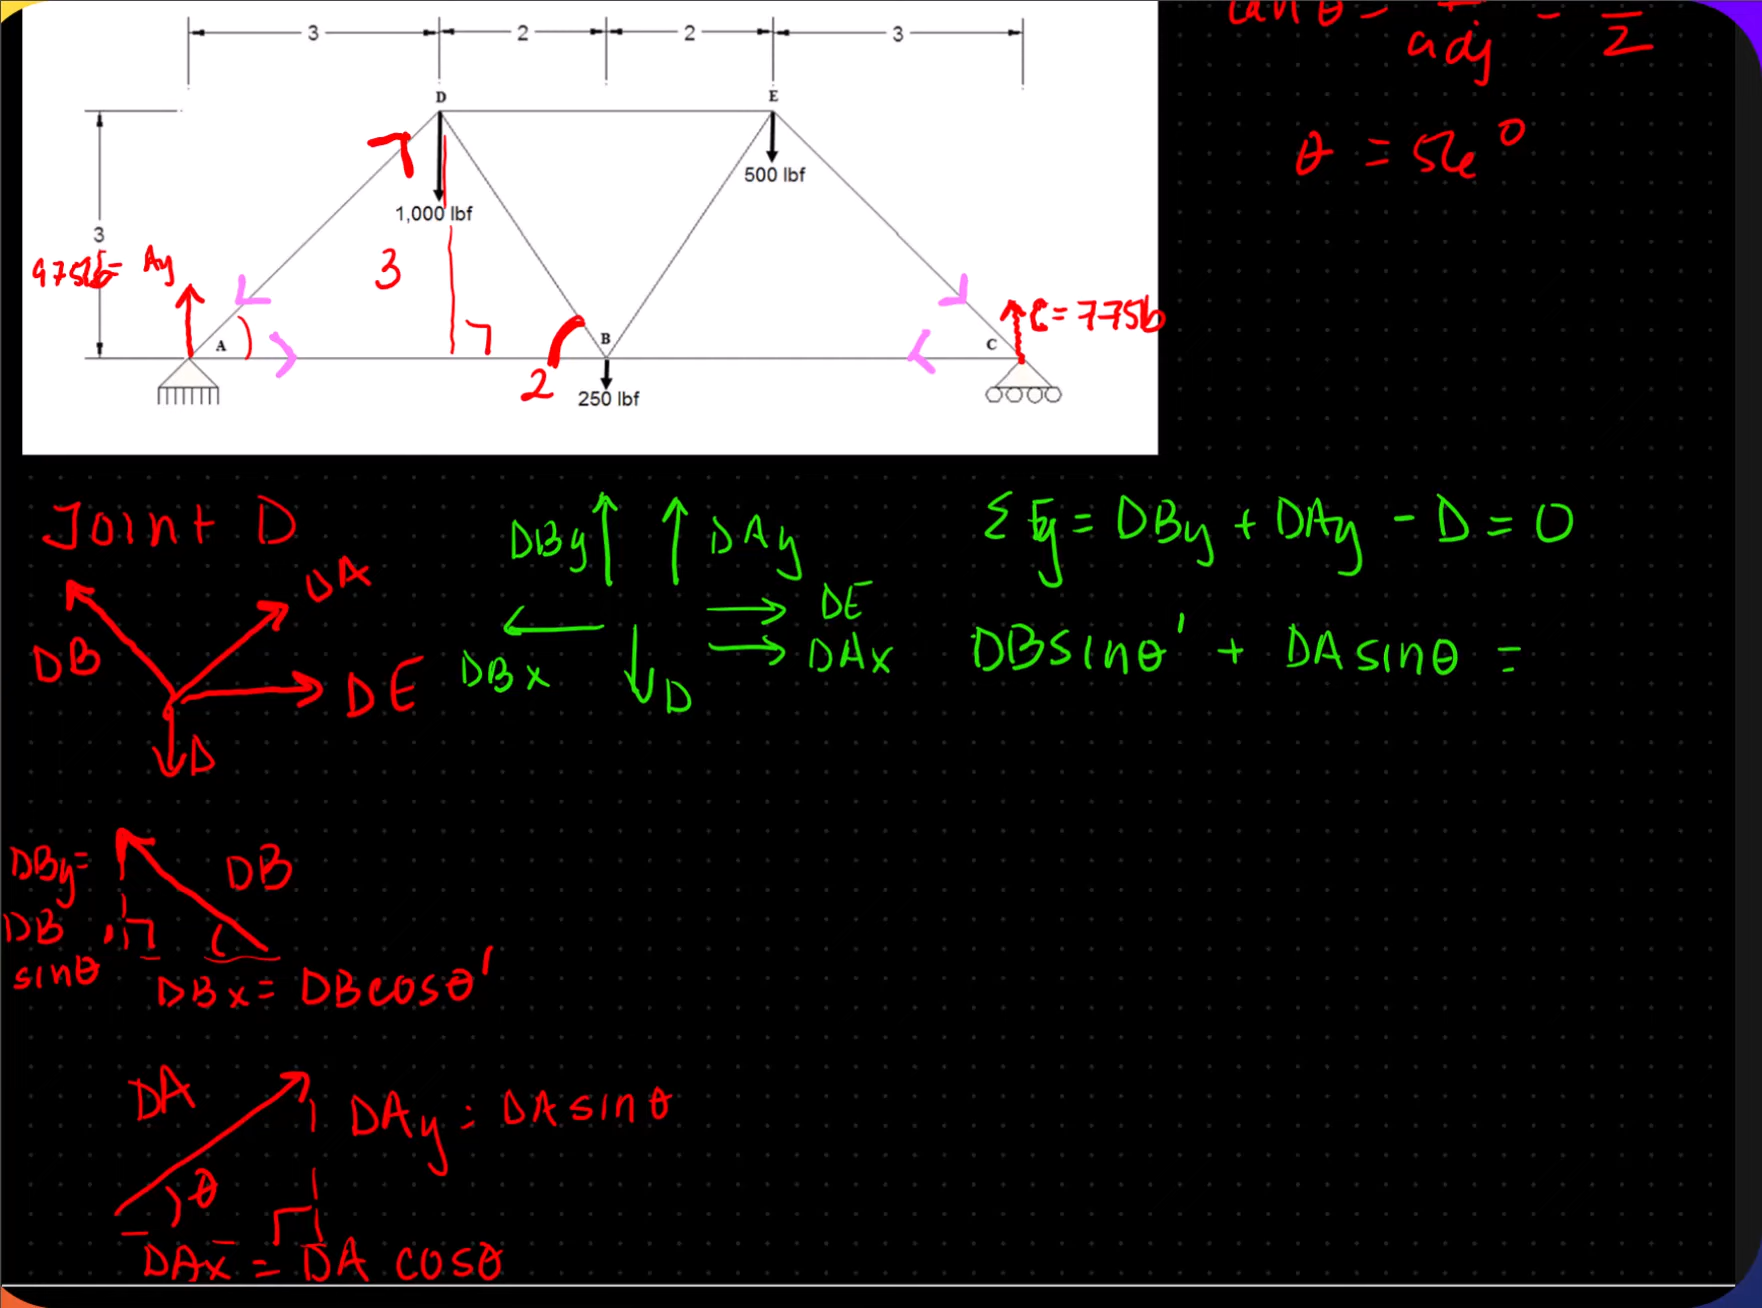 3 2 2 3
tan θ = adj = 2
D E
θ = 56°
500 lbf
1,000 lbf
3
3
975lb = Ay
C = 775lb
A B C
2
250 lbf
Joint D
DBy DAy
ΣFy = DBy + DAy - D = 0
DA
DE
DB
DBx DAx
DBsinθ' + DAsinθ =
DE
D
D
DBy =
DB
DB
sinθ
DBx = DBcosθ'
DA
DAy = DAsinθ
θ
DAx = DA cosθ